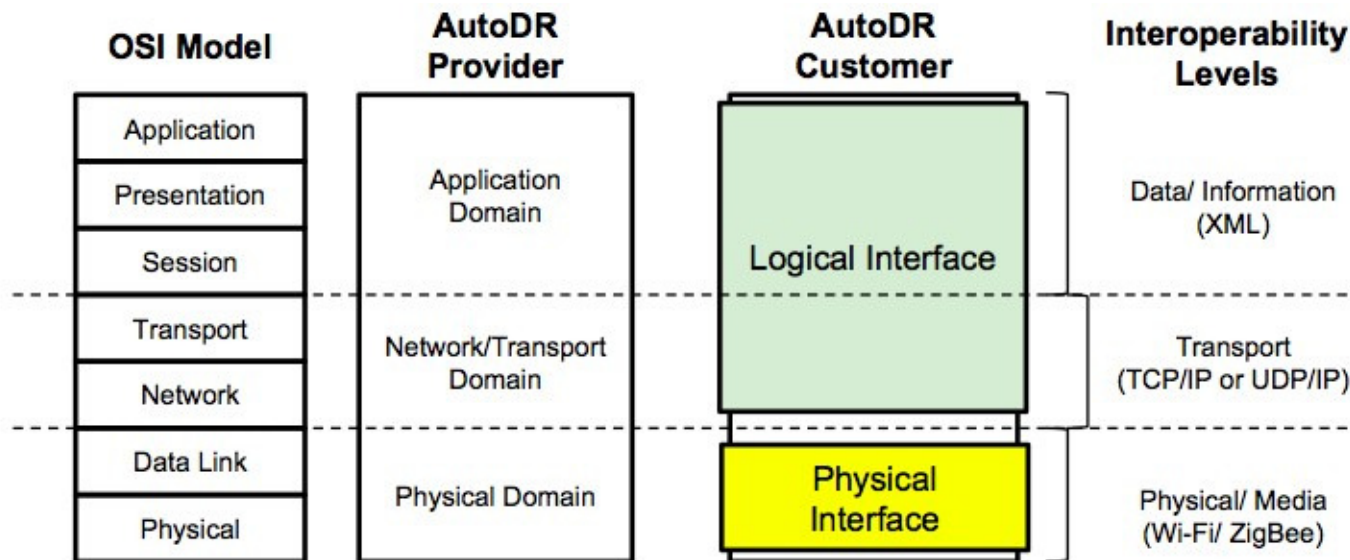 OSI Model
AutoDR
Provider
AutoDR
Customer
Interoperability
Levels
Application
Presentation
Session
Transport
Network
Data Link
Physical
Application
Domain
Network/Transport
Domain
Physical Domain
Logical Interface
Physical
Interface
Data/ Information
(XML)
Transport
(TCP/IP or UDP/IP)
Physical/ Media
(Wi-Fi/ ZigBee)